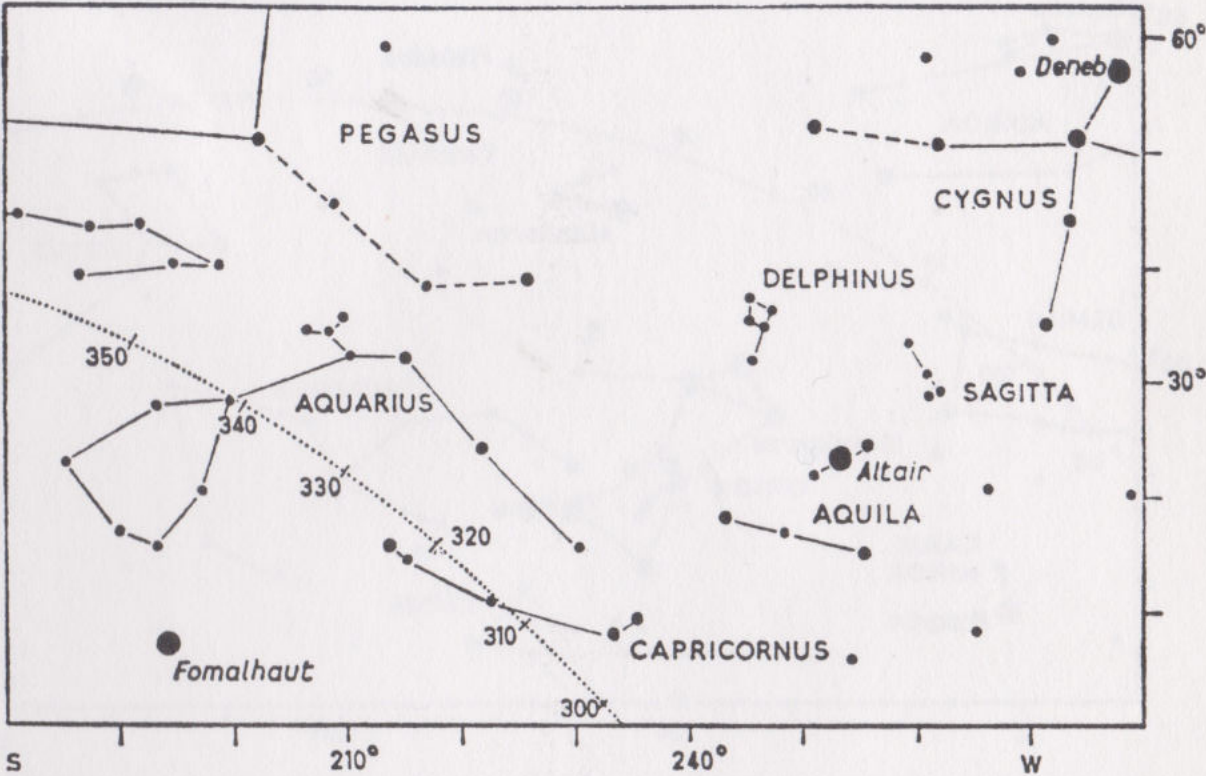 60°
Deneb
PEGASUS
CYGNUS
DELPHINUS
350
30°
SAGITTA
AQUARIUS
340
330
Altair
AQUILA
320
310
CAPRICORNUS
Fomalhaut
300
S 210° 240° W